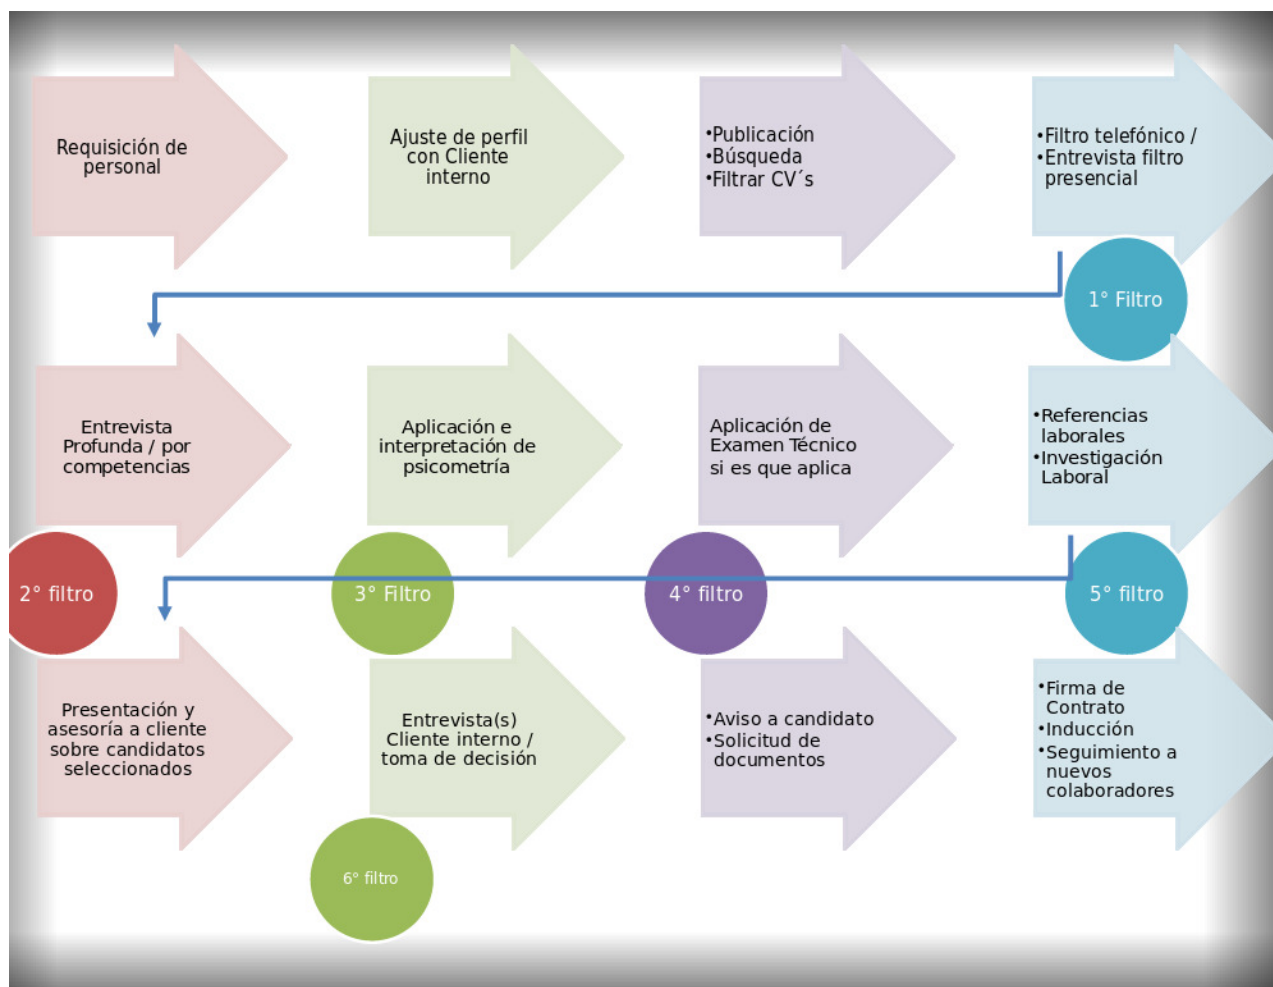 Requisición de
personal
Ajuste de perfil
con Cliente
interno
•Publicación
•Búsqueda
•Filtrar CV´s
•Filtro telefónico /
•Entrevista filtro
presencial
1° Filtro
Entrevista
Profunda / por
competencias
Aplicación e
interpretación de
psicometría
Aplicación de
Examen Técnico
si es que aplica
•Referencias
laborales
•Investigación
Laboral
2° filtro
3° Filtro
4° filtro
5° filtro
Presentación y
asesoría a cliente
sobre candidatos
seleccionados
Entrevista(s)
Cliente interno /
toma de decisión
•Aviso a candidato
•Solicitud de
documentos
•Firma de
Contrato
•Inducción
•Seguimiento a
nuevos
colaboradores
6° filtro